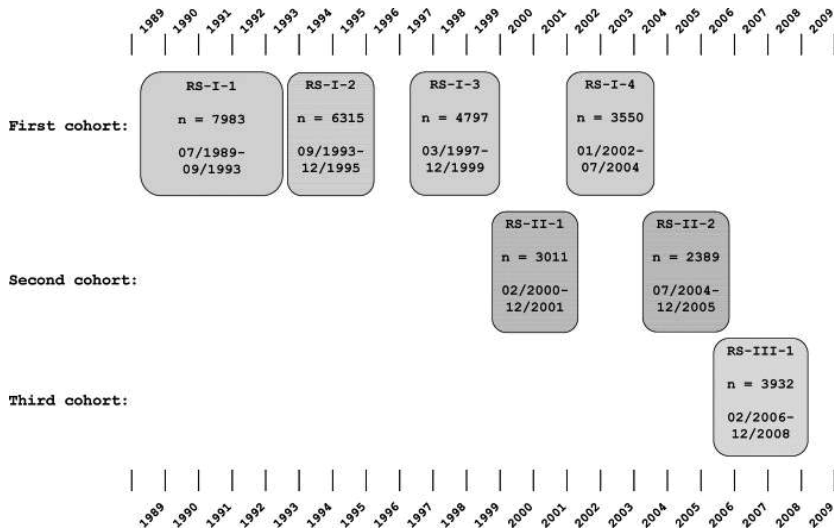 1989 1990 1991 1992 1993 1994 1995 1996 1997 1998 1999 2000 2001 2002 2003 2004 2005 2006 2007 2008 2009
First cohort:
RS-I-1
n = 7983
07/1989-
09/1993
RS-I-2
n = 6315
09/1993-
12/1995
RS-I-3
n = 4797
03/1997-
12/1999
RS-I-4
n = 3550
01/2002-
07/2004
Second cohort:
RS-II-1
n = 3011
02/2000-
12/2001
RS-II-2
n = 2389
07/2004-
12/2005
Third cohort:
RS-III-1
n = 3932
02/2006-
12/2008
1989 1990 1991 1992 1993 1994 1995 1996 1997 1998 1999 2000 2001 2002 2003 2004 2005 2006 2007 2008 2009